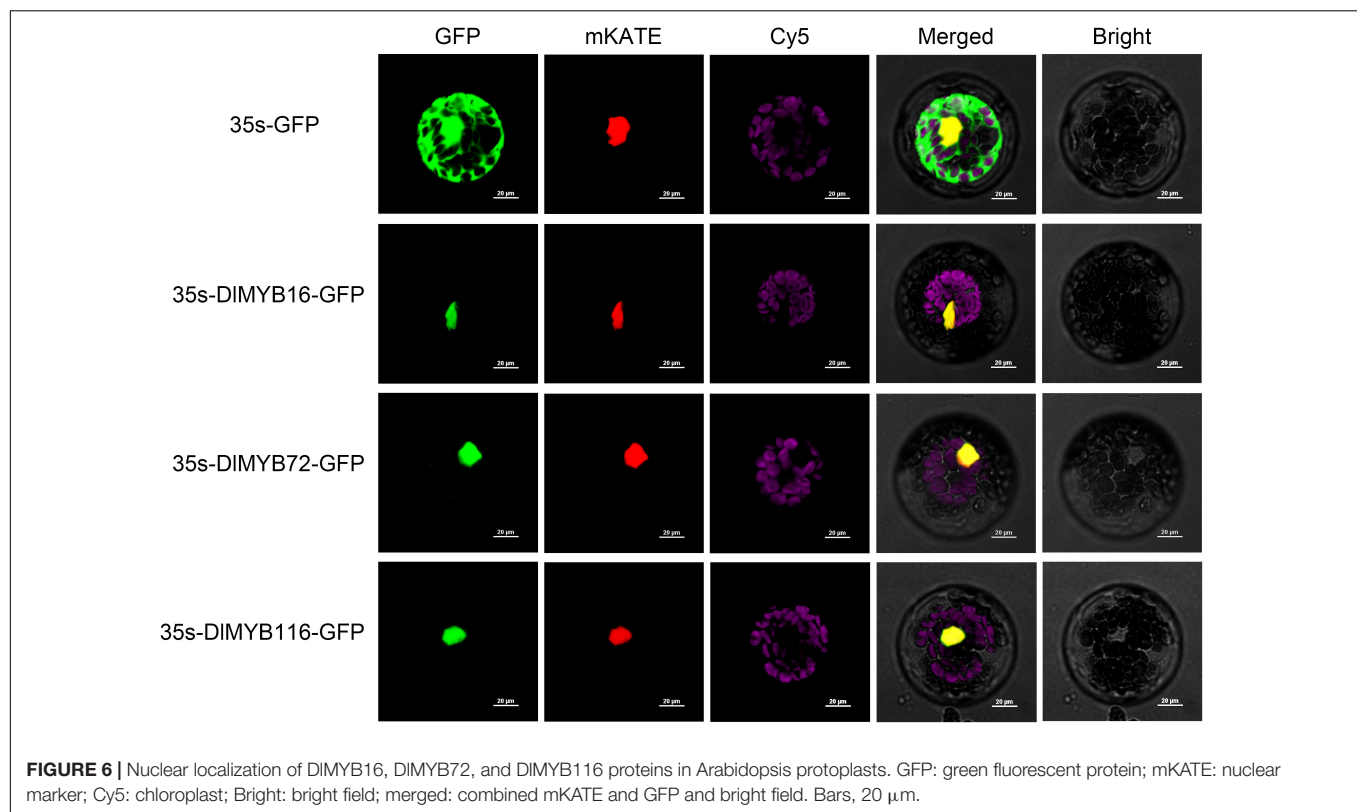 GFP mKATE Cy5 Merged Bright
35s-GFP
20 μm 20 μm 20 μm 20 μm 20 μm
35s-DlMYB16-GFP
20 μm 20 μm 20 μm 20 μm 20 μm
35s-DlMYB72-GFP
20 μm 20 μm 20 μm 20 μm 20 μm
35s-DlMYB116-GFP
20 μm 20 μm 20 μm 20 μm 20 μm
FIGURE 6 | Nuclear localization of DlMYB16, DlMYB72, and DlMYB116 proteins in Arabidopsis protoplasts. GFP: green fluorescent protein; mKATE: nuclear
marker; Cy5: chloroplast; Bright: bright field; merged: combined mKATE and GFP and bright field. Bars, 20 μm.